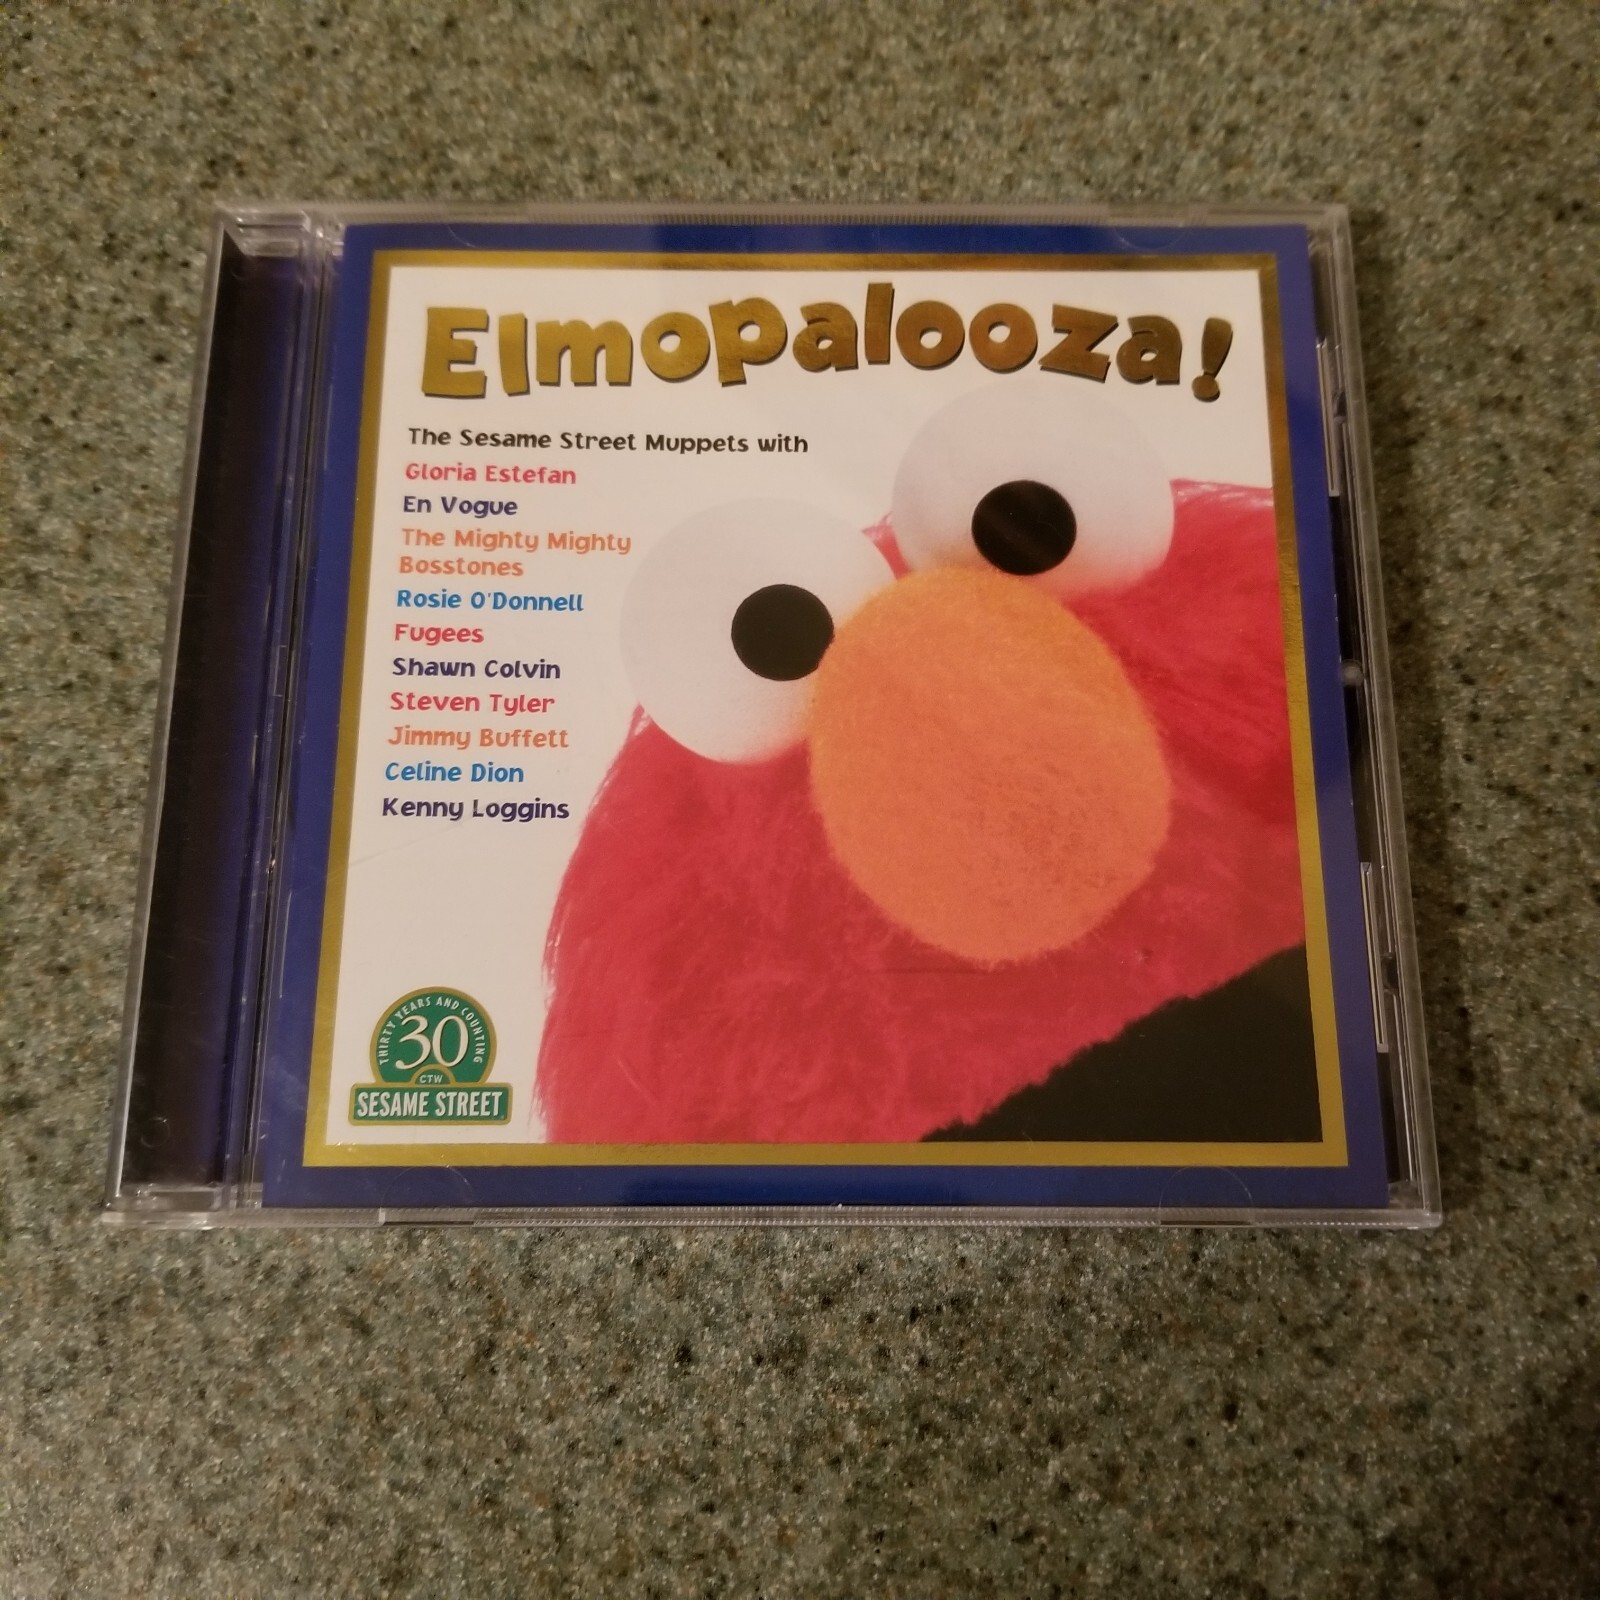 Elmopalooza!
The Sesame Street Muppets with
Gloria Estefan
En Vogue
The Mighty Mighty
Bosstones
Rosie O'Donnell
Fugees
Shawn Colvin
Steven Tyler
Jimmy Buffett
Celine Dion
Kenny Loggins
THIRTY YEARS AND COUNTING
30
CTW
SESAME STREET